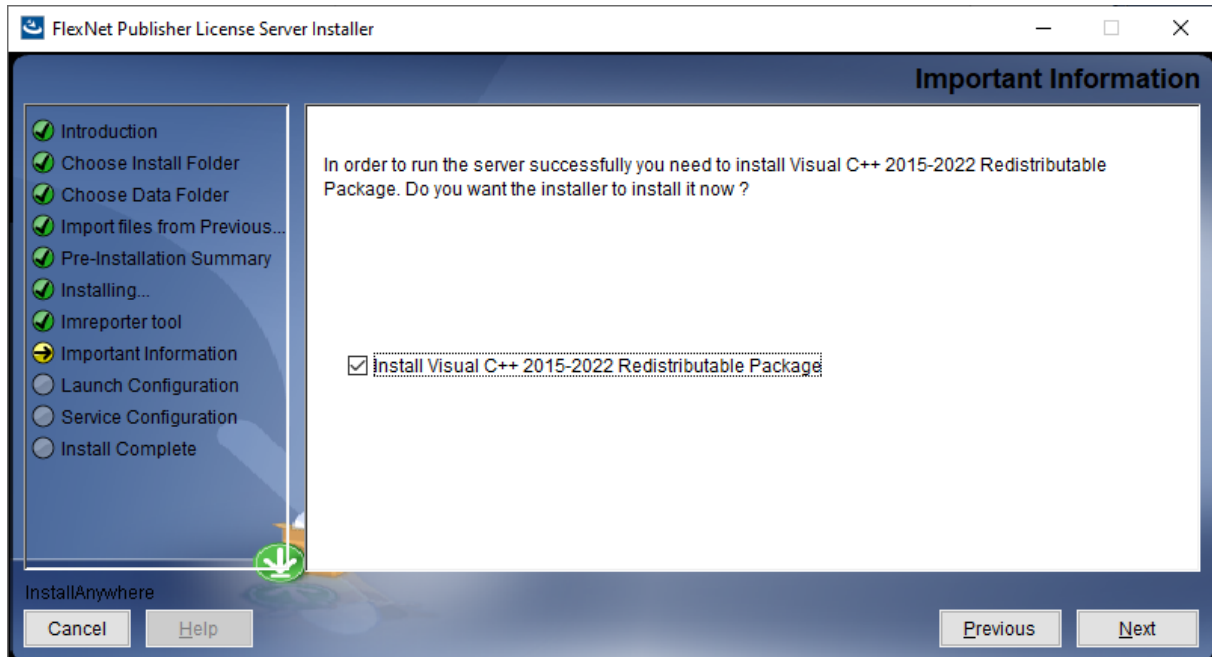 FlexNet Publisher License Server Installer
Important Information
Introduction
Choose Install Folder
Choose Data Folder
Import files from Previous...
Pre-Installation Summary
Installing...
lmreporter tool
Important Information
Launch Configuration
Service Configuration
Install Complete
In order to run the server successfully you need to install Visual C++ 2015-2022 Redistributable
Package. Do you want the installer to install it now ?
Install Visual C++ 2015-2022 Redistributable Package
InstallAnywhere
Cancel
Help
Previous
Next